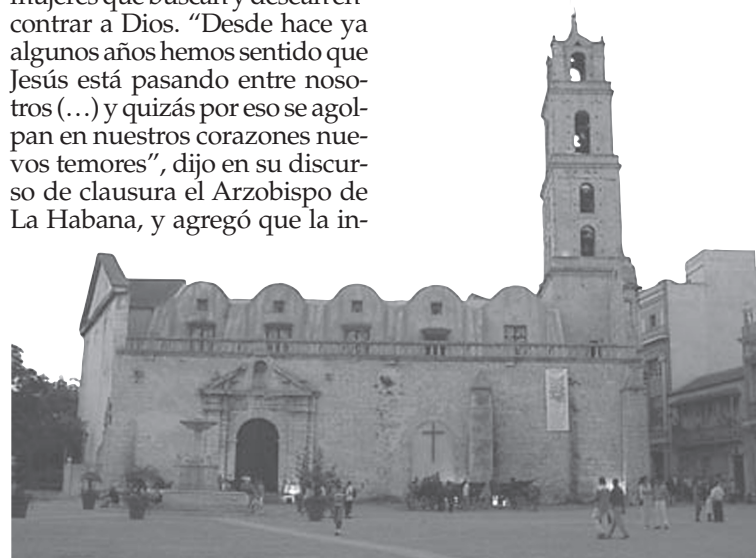 mujeres que buscan y desean en-
contrar a Dios. “Desde hace ya
algunos años hemos sentido que
Jesús está pasando entre noso-
tros (…) y quizás por eso se agol-
pan en nuestros corazones nue-
vos temores”, dijo en su discur-
so de clausura el Arzobispo de
La Habana, y agregó que la in-